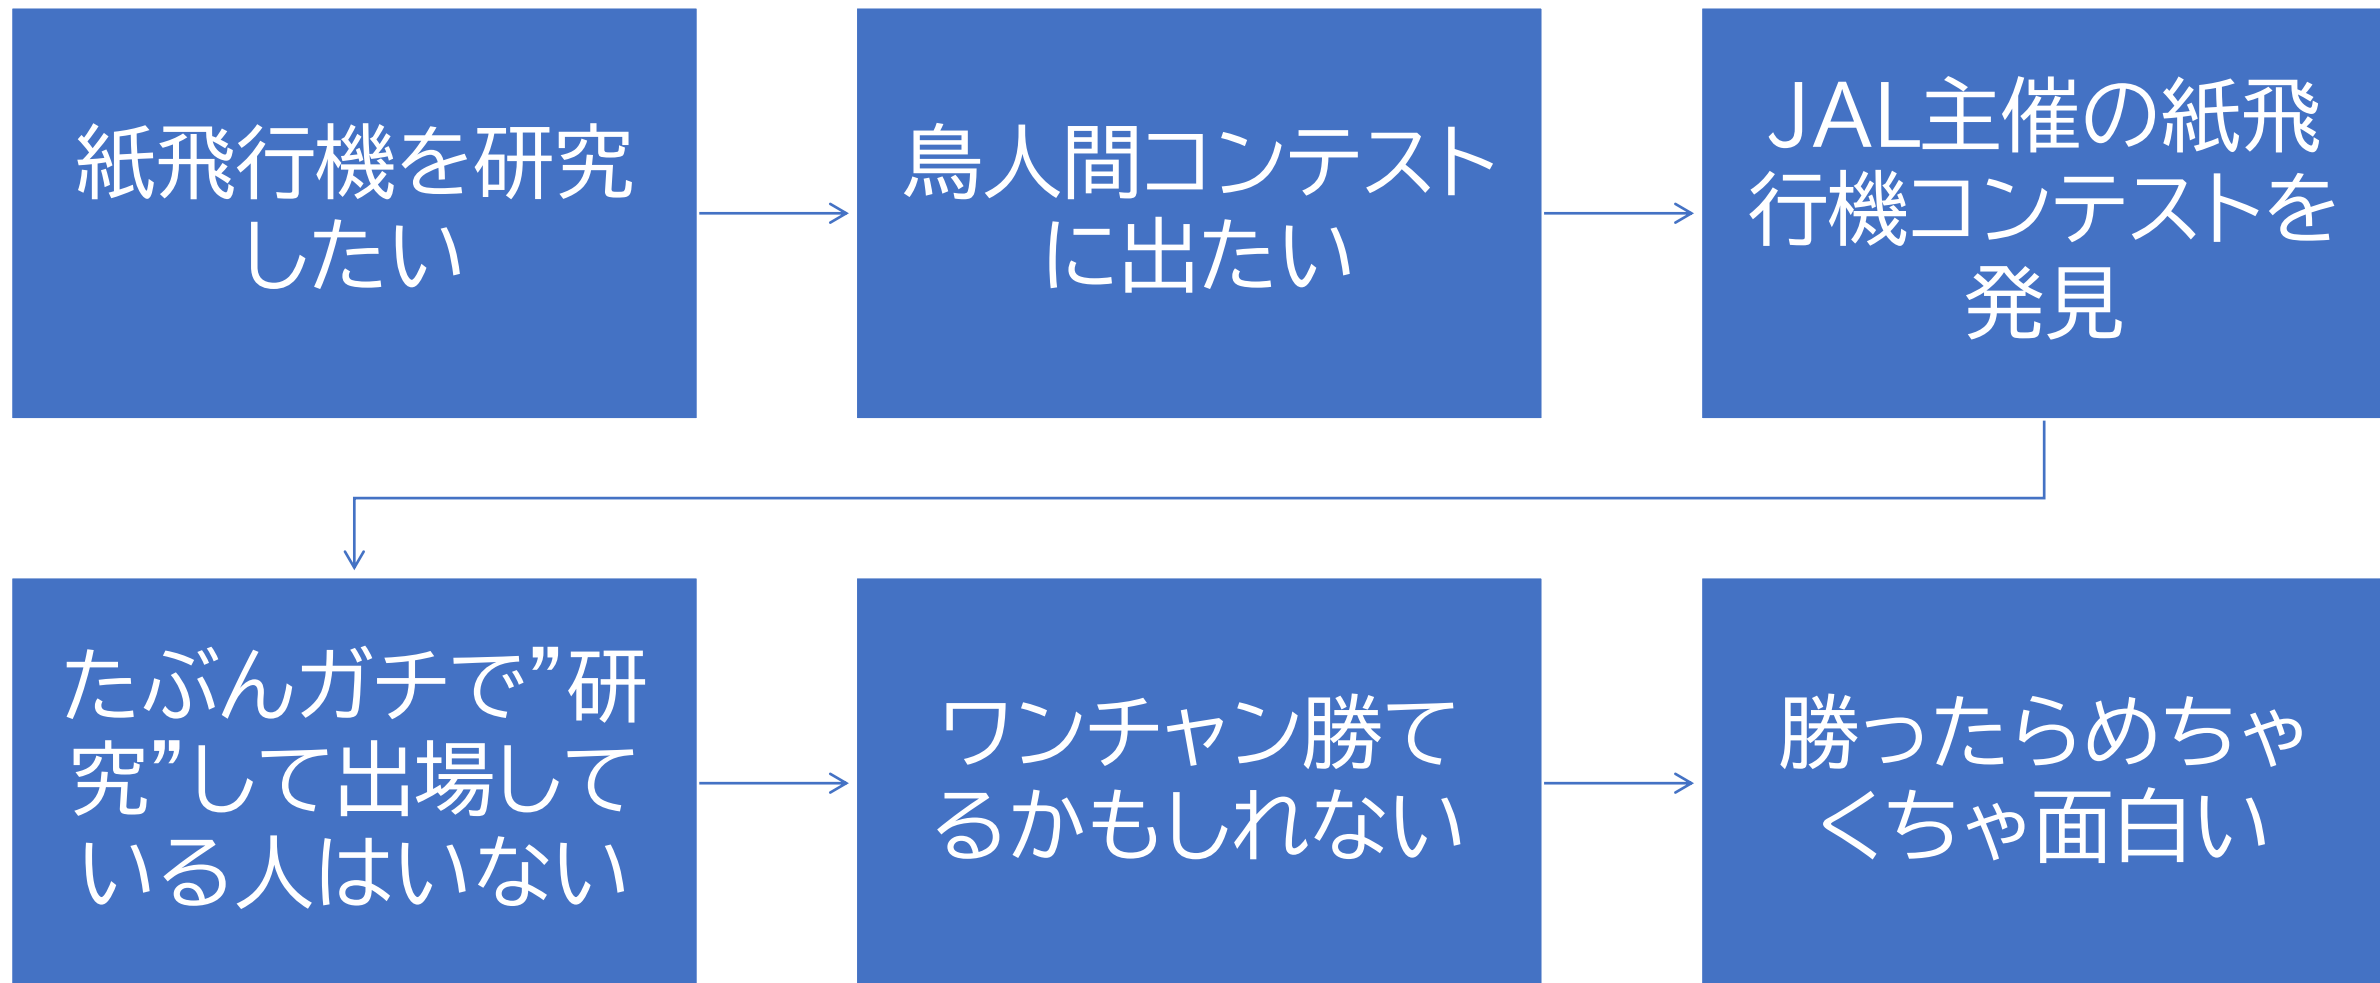 紙飛行機を研究
したい
鳥人間コンテスト
に出たい
JAL主催の紙飛
行機コンテストを
発見
たぶんガチで”研
究”して出場して
いる人はいない
ワンチャン勝て
るかもしれない
勝ったらめちゃ
くちゃ面白い